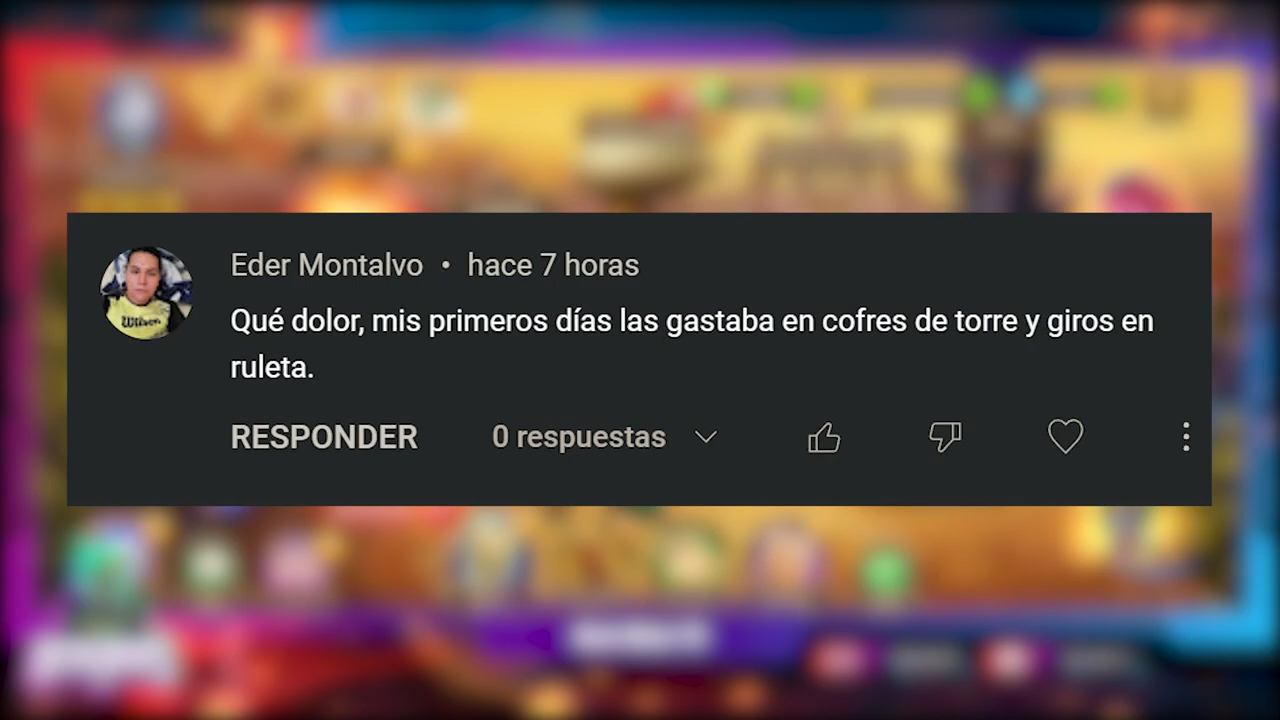 Eder Montalvo • hace 7 horas
Qué dolor, mis primeros días las gastaba en cofres de torre y giros en
ruleta.
RESPONDER 0 respuestas
Wilson